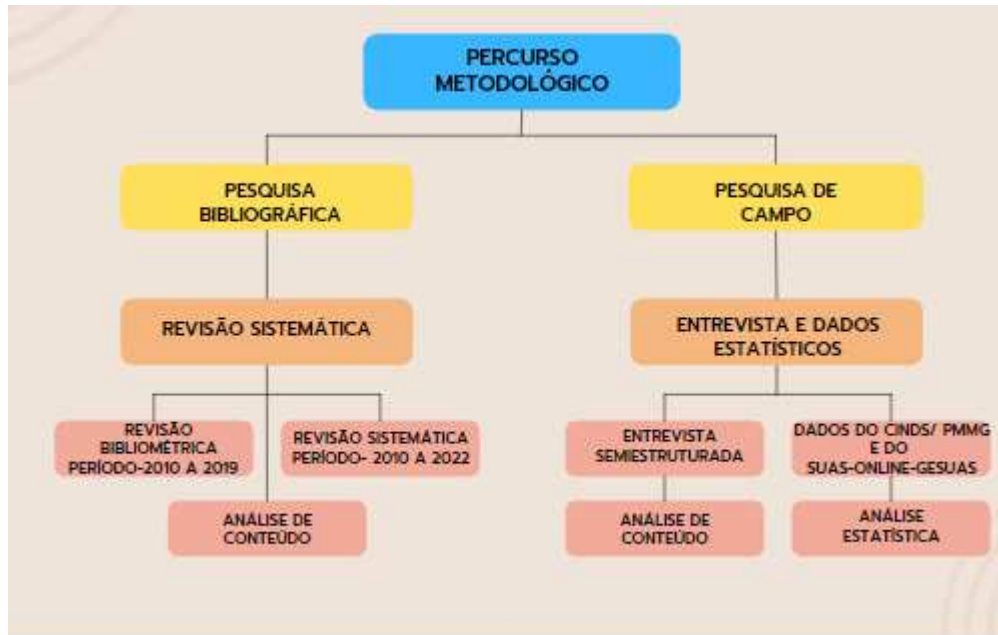 PERCURSO
METODOLÓGICO
PESQUISA
BIBLIOGRÁFICA
PESQUISA DE
CAMPO
REVISÃO SISTEMÁTICA
ENTREVISTA E DADOS
ESTATÍSTICOS
REVISÃO
BIBLIOMÉTRICA
PERÍODO-2010 A 2019
REVISÃO SISTEMÁTICA
PERÍODO- 2010 A 2022
ENTREVISTA
SEMIESTRUTURADA
DADOS DO CINDS/ PMMG
E DO
SUAS-ONLINE-GESUAS
ANÁLISE DE
CONTEÚDO
ANÁLISE DE
CONTEÚDO
ANÁLISE
ESTATÍSTICA